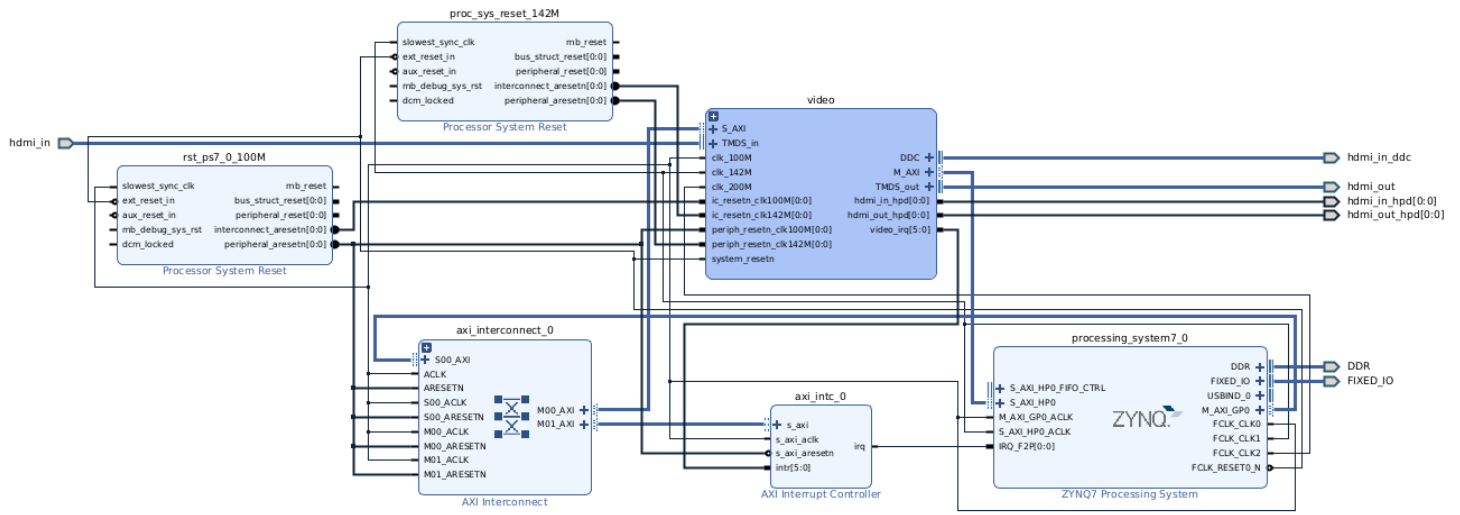 proc_sys_reset_142M
slowest_sync_clk mb_reset
ext_reset_in bus_struct_reset[0:0]
aux_reset_in peripheral_reset[0:0]
mb_debug_sys_rst interconnect_aresetn[0:0]
dcm_locked peripheral_aresetn[0:0]
Processor System Reset
hdmi_in
rst_ps7_0_100M
slowest_sync_clk mb_reset
ext_reset_in bus_struct_reset[0:0]
aux_reset_in peripheral_reset[0:0]
mb_debug_sys_rst interconnect_aresetn[0:0]
dcm_locked peripheral_aresetn[0:0]
Processor System Reset
video
S_AXI
TMDS_in
clk_100M DDC
clk_142M M_AXI
clk_200M TMDS_out
ic_resetn_clk100M[0:0] hdmi_in_hpd[0:0]
ic_resetn_clk142M[0:0] hdmi_out_hpd[0:0]
periph_resetn_clk100M[0:0] video_irq[5:0]
periph_resetn_clk142M[0:0]
system_resetn
hdmi_in_ddc
hdmi_out
hdmi_in_hpd[0:0]
hdmi_out_hpd[0:0]
axi_interconnect_0
S00_AXI
ACLK
ARESETN
S00_ACLK
S00_ARESETN M00_AXI
M00_ACLK M01_AXI
M00_ARESETN
M01_ACLK
M01_ARESETN
AXI Interconnect
axi_intc_0
s_axi
s_axi_aclk
s_axi_aresetn irq
intr[5:0]
AXI Interrupt Controller
processing_system7_0
DDR
FIXED_IO
S_AXI_HP0_FIFO_CTRL USBIND_0
S_AXI_HP0 M_AXI_GP0
M_AXI_GP0_ACLK FCLK_CLK0
S_AXI_HP0_ACLK FCLK_CLK1
IRQ_F2P[0:0] FCLK_CLK2
FCLK_RESET0_N
ZYNQ.
ZYNQ7 Processing System
DDR
FIXED_IO